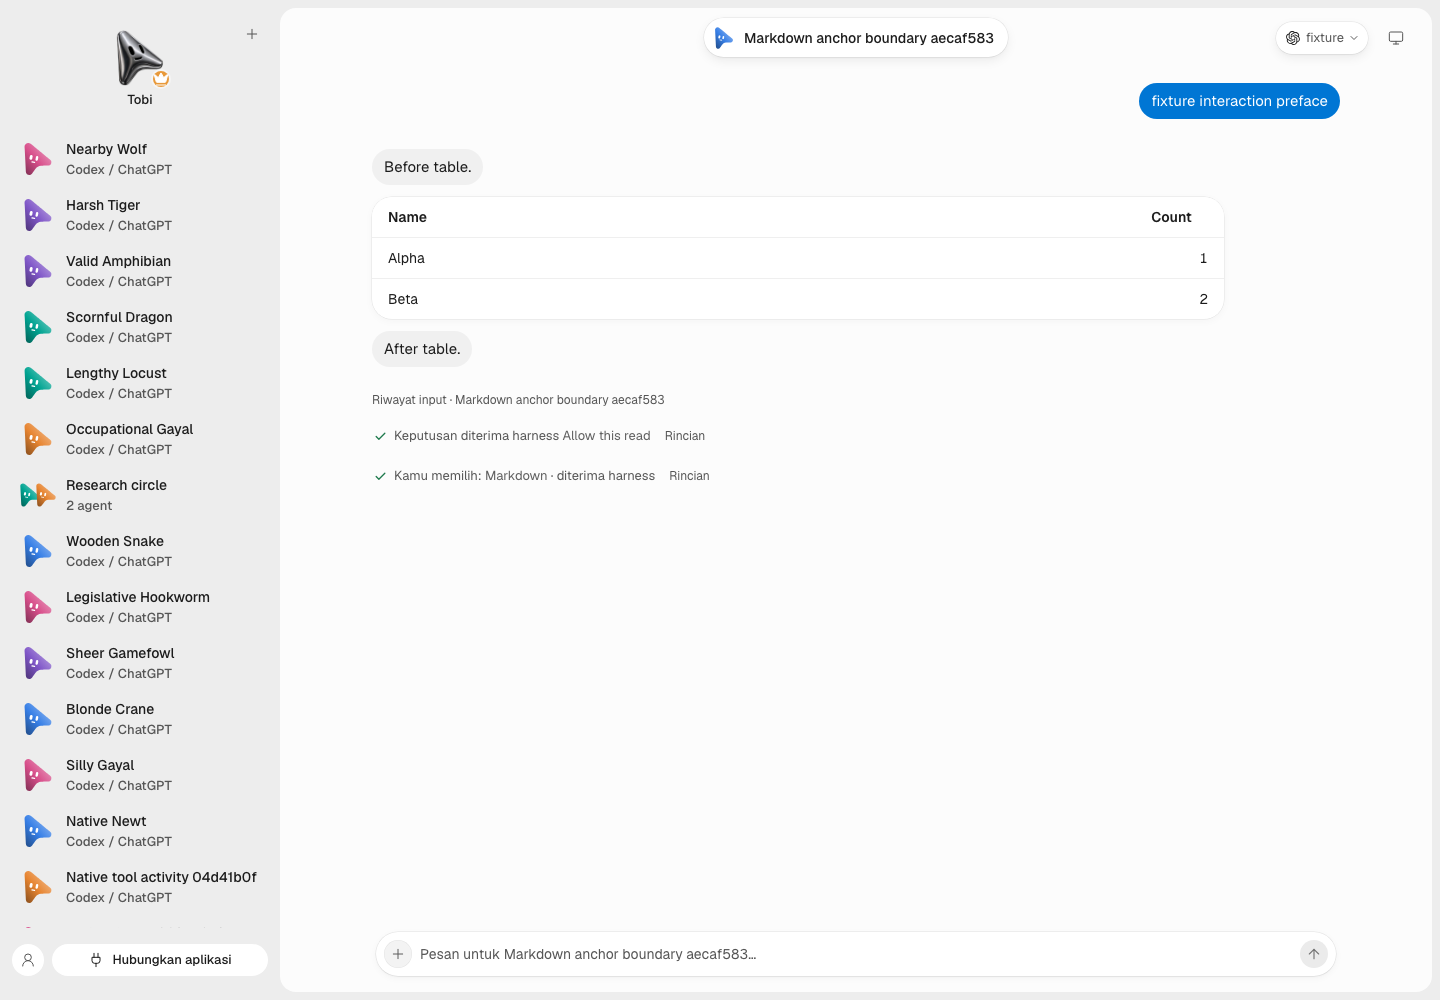 Tobi
Nearby Wolf
Codex / ChatGPT
Harsh Tiger
Codex / ChatGPT
Valid Amphibian
Codex / ChatGPT
Scornful Dragon
Codex / ChatGPT
Lengthy Locust
Codex / ChatGPT
Occupational Gayal
Codex / ChatGPT
Research circle
2 agent
Wooden Snake
Codex / ChatGPT
Legislative Hookworm
Codex / ChatGPT
Sheer Gamefowl
Codex / ChatGPT
Blonde Crane
Codex / ChatGPT
Silly Gayal
Codex / ChatGPT
Native Newt
Codex / ChatGPT
Native tool activity 04d41b0f
Codex / ChatGPT
Hubungkan aplikasi
Markdown anchor boundary aecaf583
fixture
fixture interaction preface
Before table.
Name Count
Alpha 1
Beta 2
After table.
Riwayat input · Markdown anchor boundary aecaf583
Keputusan diterima harness Allow this read Rincian
Kamu memilih: Markdown · diterima harness Rincian
Pesan untuk Markdown anchor boundary aecaf583…